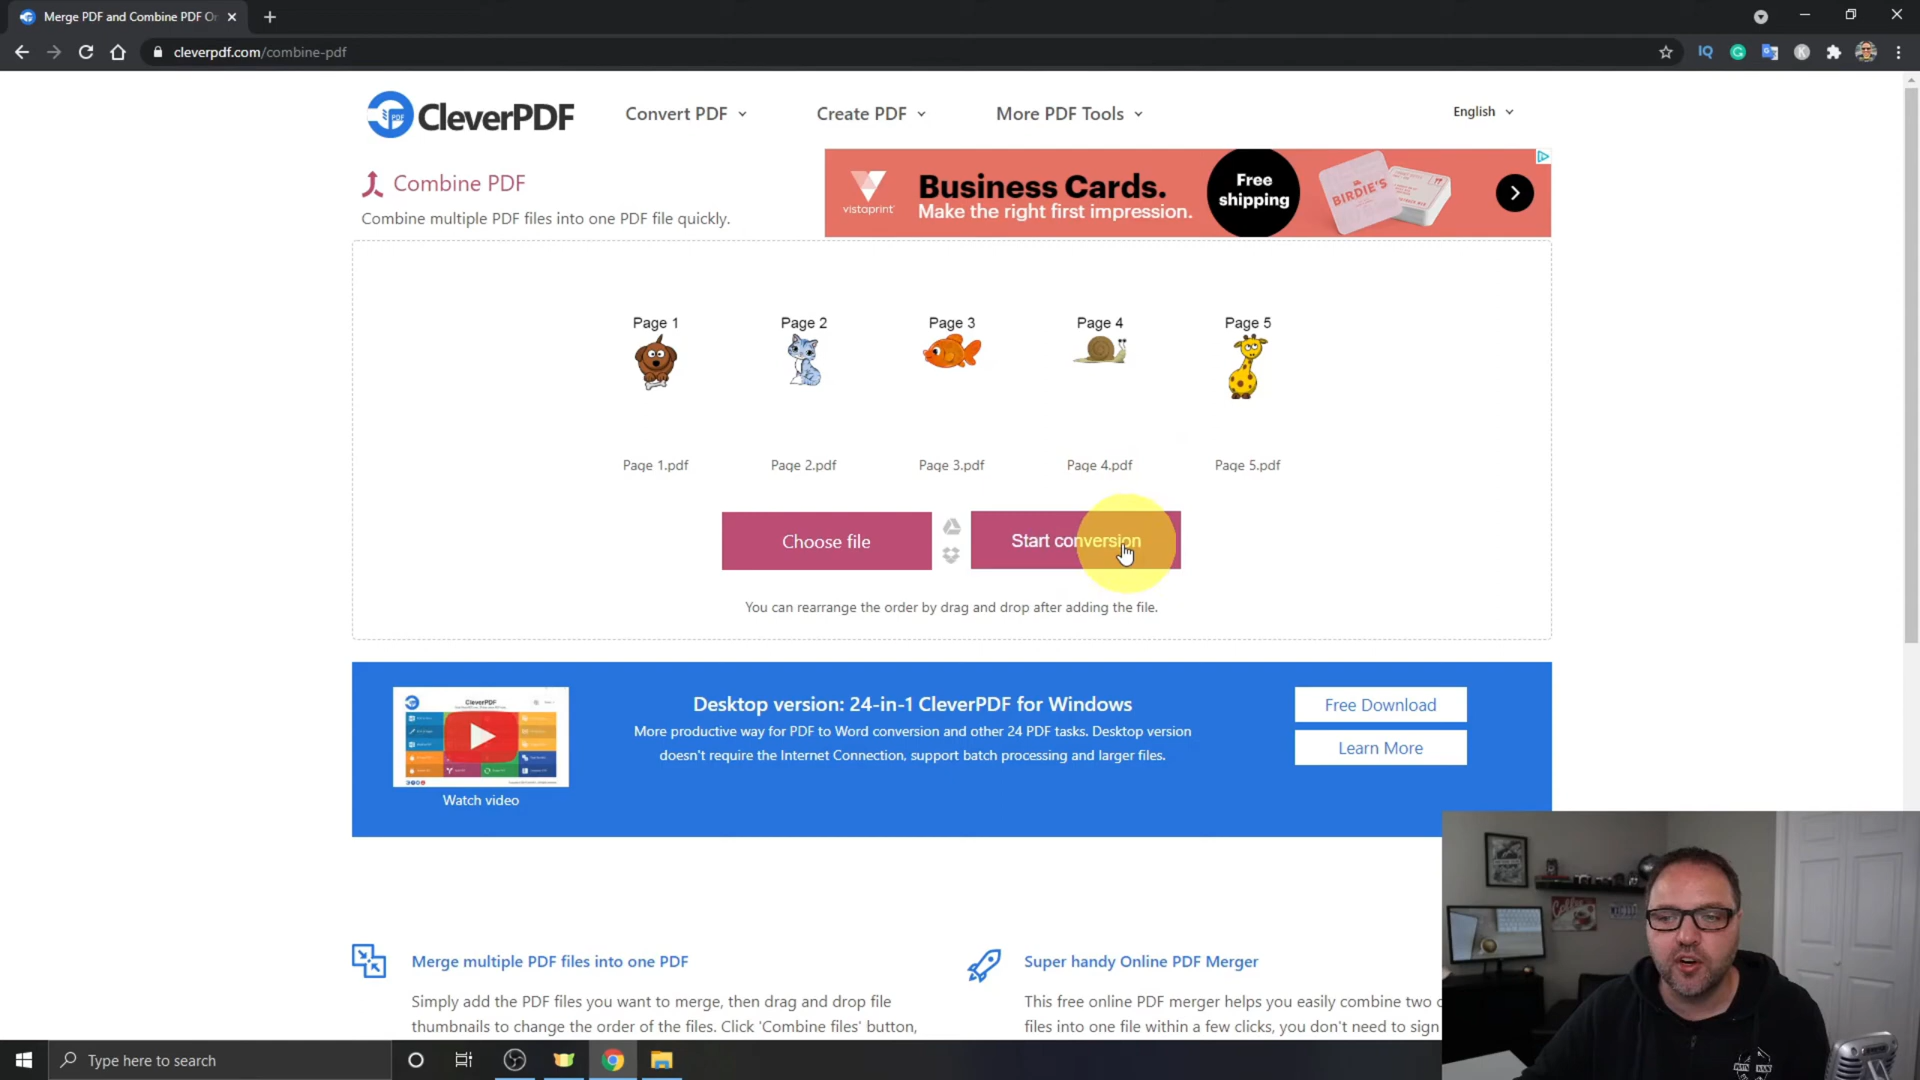 Merge PDF and Combine PDF On
cleverpdf.com/combine-pdf
IQ
CleverPDF
Convert PDF
Create PDF
More PDF Tools
English
Combine PDF
Combine multiple PDF files into one PDF file quickly.
vistaprint
Business Cards.
Make the right first impression.
Free
shipping
BIRDIE'S
Page 1
Page 2
Page 3
Page 4
Page 5
Page 1.pdf
Page 2.pdf
Page 3.pdf
Page 4.pdf
Page 5.pdf
Choose file
Start conversion
You can rearrange the order by drag and drop after adding the file.
CleverPDF
Watch video
Desktop version: 24-in-1 CleverPDF for Windows
More productive way for PDF to Word conversion and other 24 PDF tasks. Desktop version
doesn't require the Internet Connection, support batch processing and larger files.
Free Download
Learn More
Merge multiple PDF files into one PDF
Simply add the PDF files you want to merge, then drag and drop file
thumbnails to change the order of the files. Click 'Combine files' button,
Super handy Online PDF Merger
This free online PDF merger helps you easily combine two o
files into one file within a few clicks, you don't need to sign
Coffee
Type here to search